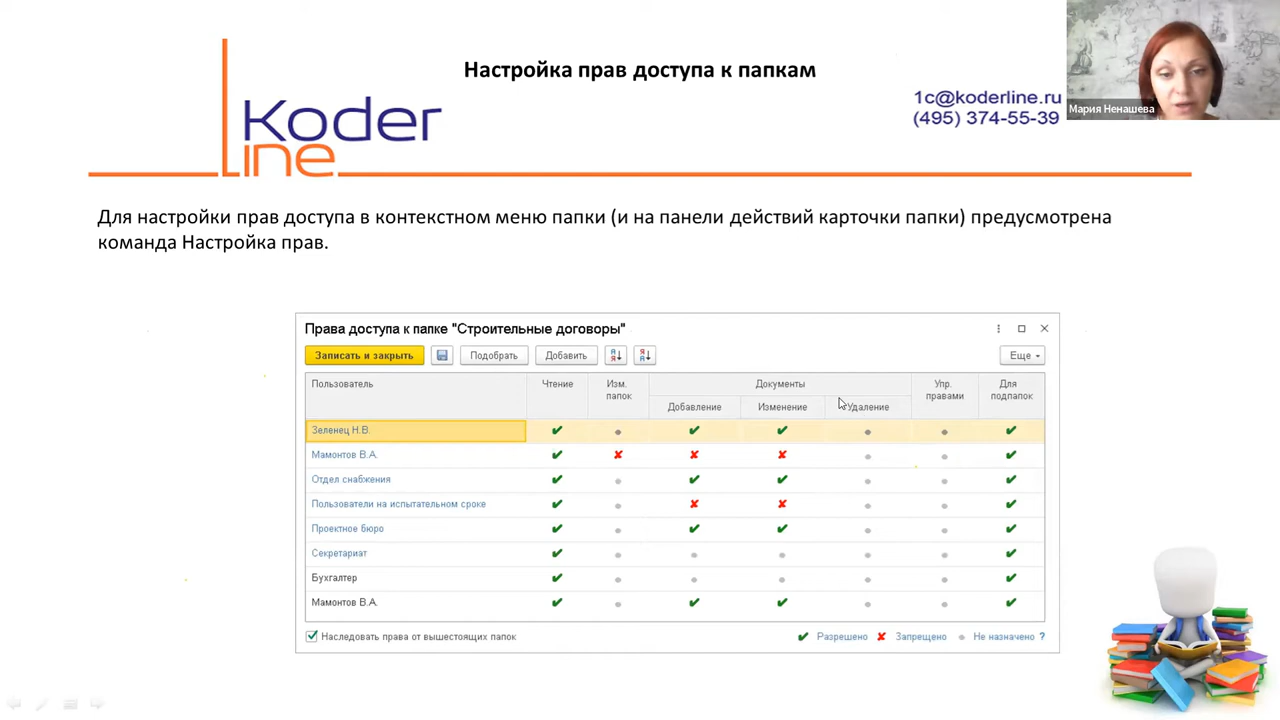 Настройка прав доступа к папкам
Koder
line
1c@koderline.ru
(495) 374-55-39
Мария Ненашева
Для настройки прав доступа в контекстном меню папки (и на панели действий карточки папки) предусмотрена
команда Настройка прав.
Права доступа к папке "Строительные договоры"
Записать и закрыть Подобрать Добавить Еще
Пользователь Чтение Изм. папок Документы Упр. правами Для подпапок
Добавление Изменение Удаление
Зеленец Н.В.
Мамонтов В.А.
Отдел снабжения
Пользователи на испытательном сроке
Проектное бюро
Секретариат
Бухгалтер
Мамонтов В.А.
Наследовать права от вышестоящих папок Разрешено Запрещено Не назначено ?